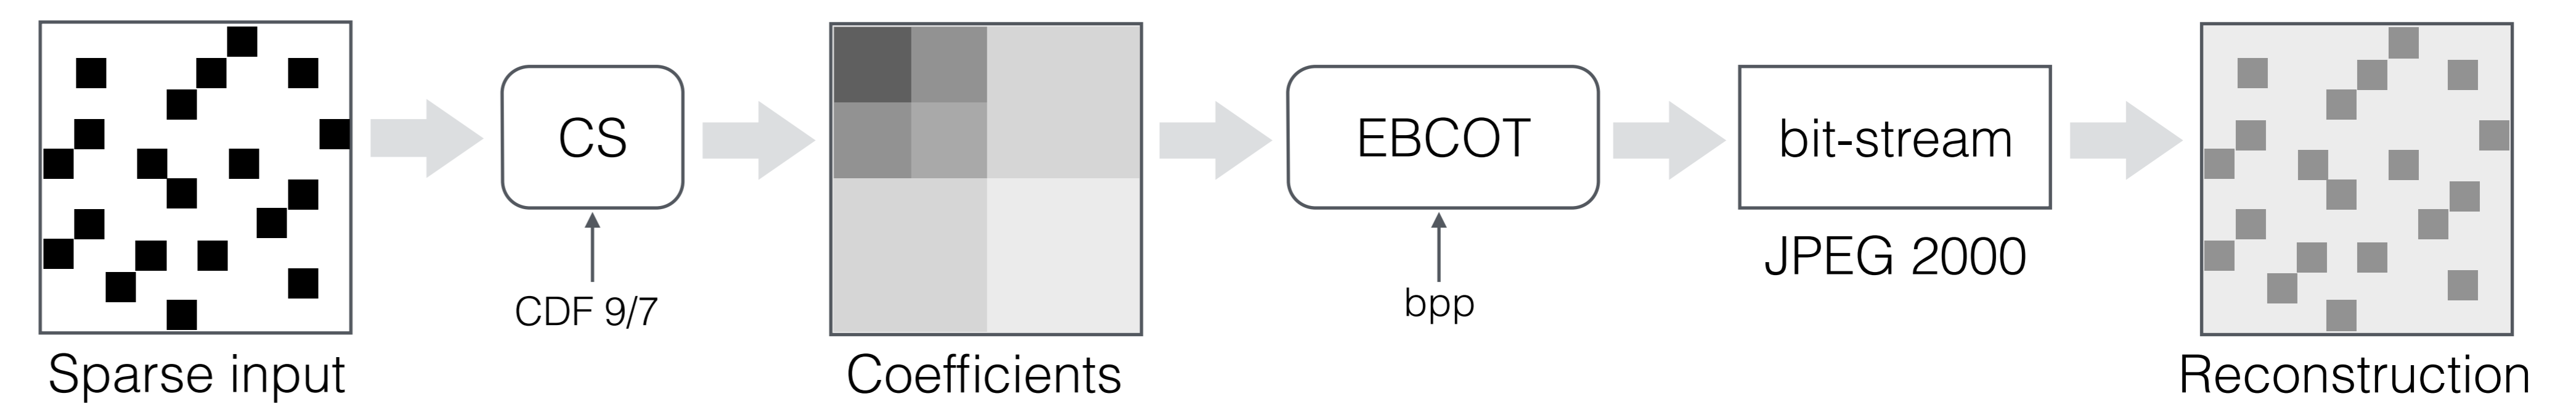 CS
EBCOT
bit-stream
JPEG 2000
CDF 9/7
bpp
Sparse input
Coefficients
Reconstruction